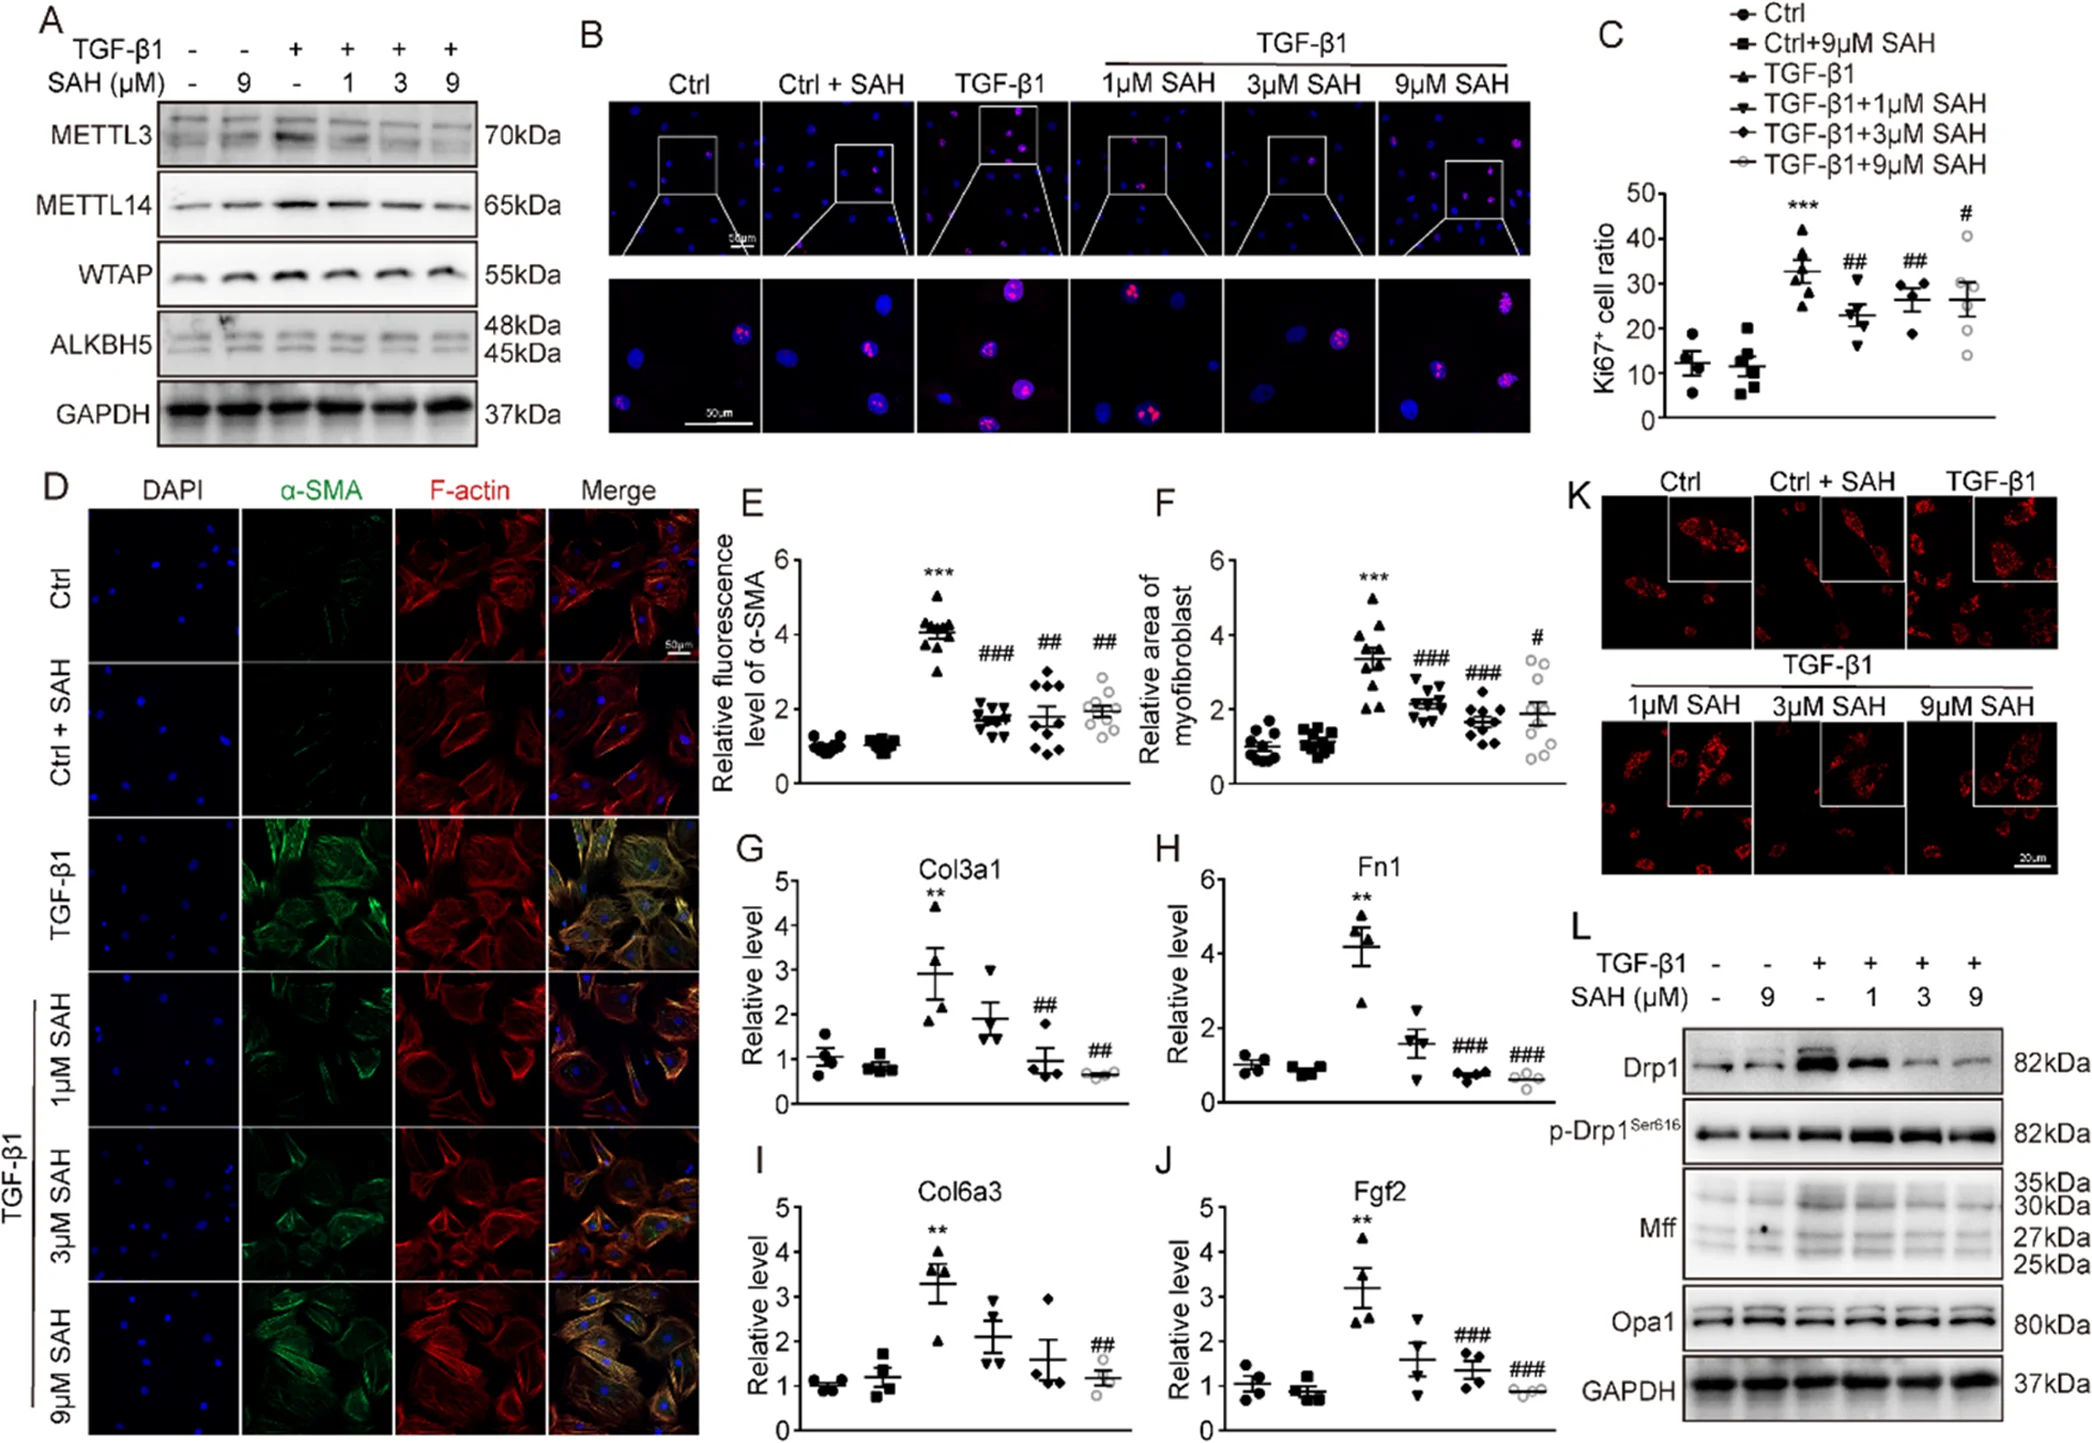 A
TGF-β1 - - + + + +
SAH (μM) - 9 - 1 3 9
METTL3 70kDa
METTL14 65kDa
WTAP 55kDa
ALKBH5 48kDa
45kDa
GAPDH 37kDa
B
TGF-β1
Ctrl Ctrl + SAH TGF-β1 1μM SAH 3μM SAH 9μM SAH
50μm
50μm
C
Ctrl
Ctrl+9μM SAH
TGF-β1
TGF-β1+1μM SAH
TGF-β1+3μM SAH
TGF-β1+9μM SAH
Ki67⁺ cell ratio
50
40
30
20
10
0
*** ## ## #
D
DAPI α-SMA F-actin Merge
Ctrl
50μm
Ctrl + SAH
TGF-β1
TGF-β1
1μM SAH
3μM SAH
9μM SAH
E
Relative fluorescence
level of α-SMA
6
4
2
0
*** ### ## ##
F
Relative area of
myofibroblast
6
4
2
0
*** ### ### #
G
Col3a1
Relative level
5
4
3
2
1
0
** ## ##
H
Fn1
Relative level
6
4
2
0
** ### ###
I
Col6a3
Relative level
5
4
3
2
1
0
** ##
J
Fgf2
Relative level
5
4
3
2
1
0
** ### ###
K
Ctrl Ctrl + SAH TGF-β1
TGF-β1
1μM SAH 3μM SAH 9μM SAH
20μm
L
TGF-β1 - - + + + +
SAH (μM) - 9 - 1 3 9
Drp1 82kDa
p-Drp1Ser616 82kDa
Mff 35kDa
30kDa
27kDa
25kDa
Opa1 80kDa
GAPDH 37kDa